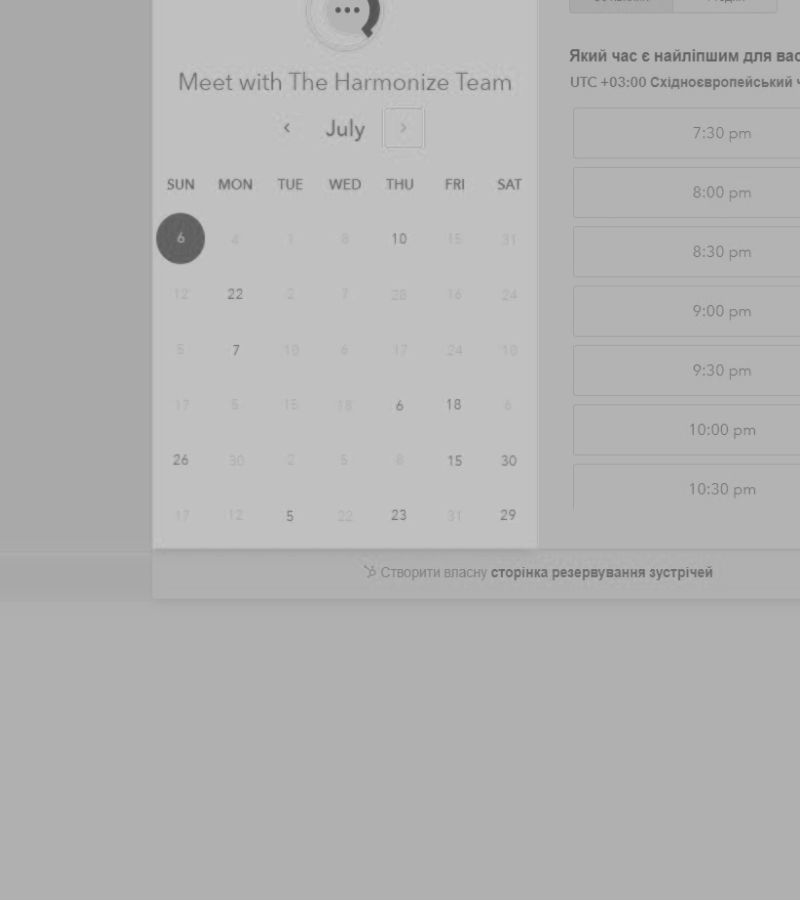 Meet with The Harmonize Team
July
SUN MON TUE WED THU FRI SAT
6 4 1 8 10 15 31
12 22 2 7 28 16 24
5 7 10 6 17 24 10
17 5 15 18 6 18 6
26 30 2 5 8 15 30
17 12 5 22 23 31 29
Який час є найліпшим для вас
UTC +03:00 Східноєвропейський ч
7:30 pm
8:00 pm
8:30 pm
9:00 pm
9:30 pm
10:00 pm
10:30 pm
Створити власну сторінка резервування зустрічей